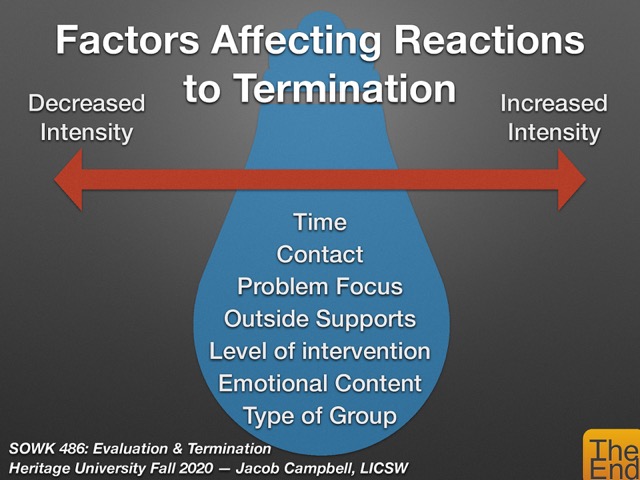 Factors Affecting Reactions
to Termination
Decreased
Intensity
Increased
Intensity
Time
Contact
Problem Focus
Outside Supports
Level of intervention
Emotional Content
Type of Group
SOWK 486: Evaluation & Termination
Heritage University Fall 2020 — Jacob Campbell, LICSW
The
End